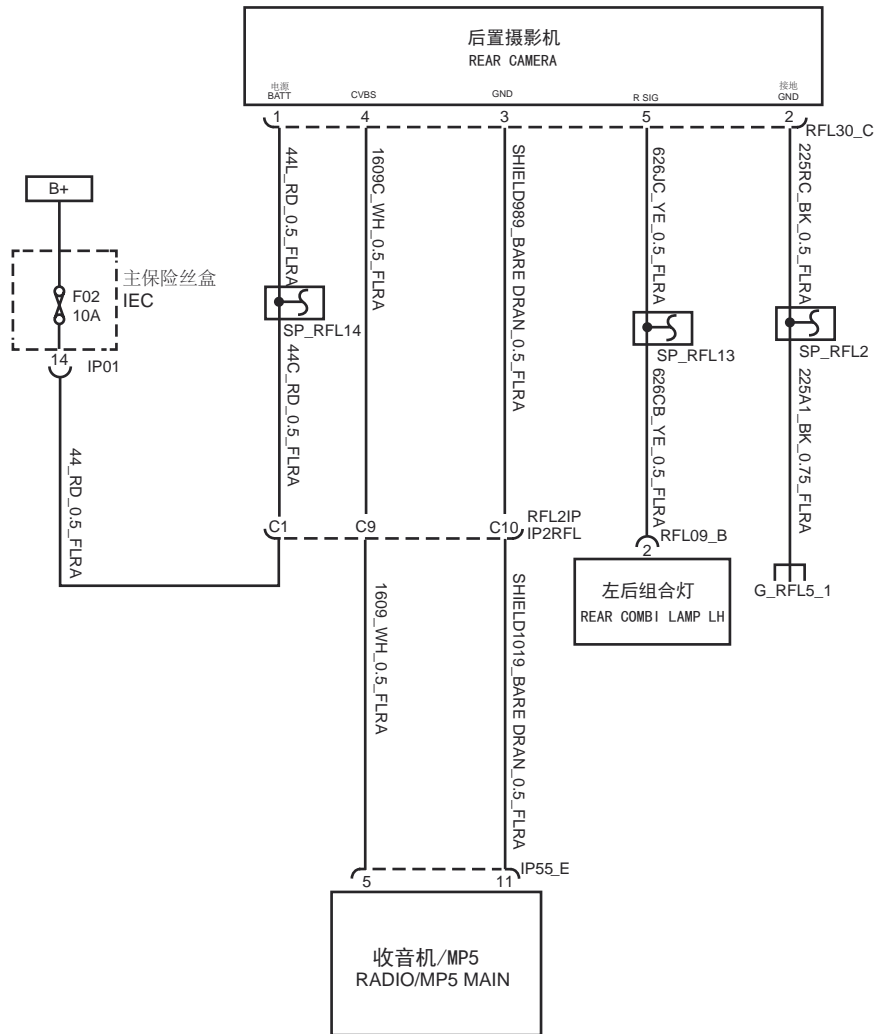 后置摄影机
REAR CAMERA
电源
BATT
CVBS
GND
R SIG
接地
GND
1
4
3
5
2
RFL30_C
44L_RD_0.5_FLRA
1609C_WH_0.5_FLRA
SHIELD989_BARE DRAN_0.5_FLRA
626JC_YE_0.5_FLRA
225RC_BK_0.5_FLRA
B+
主保险丝盒
IEC
F02
10A
14
IP01
SP_RFL14
SP_RFL13
SP_RFL2
44C_RD_0.5_FLRA
626CB_YE_0.5_FLRA
225A1_BK_0.75_FLRA
44_RD_0.5_FLRA
C1
C9
C10
RFL2IP
IP2RFL
RFL09_B
2
左后组合灯
REAR COMBI LAMP LH
G_RFL5_1
1609_WH_0.5_FLRA
SHIELD1019_BARE DRAN_0.5_FLRA
IP55_E
5
11
收音机/MP5
RADIO/MP5 MAIN